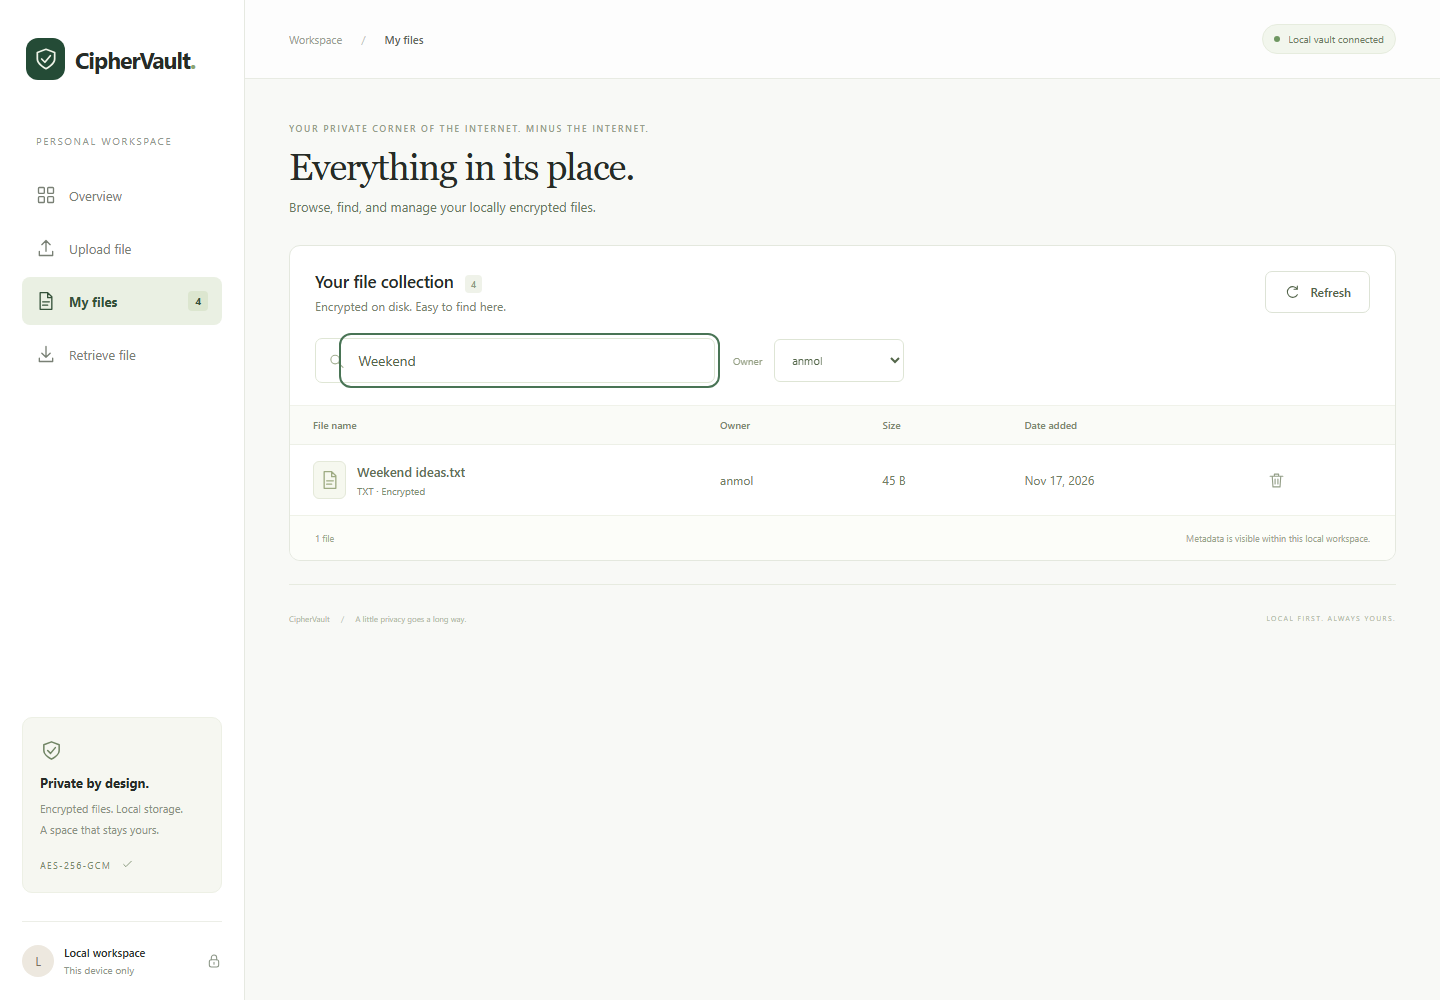 CipherVault.
PERSONAL WORKSPACE
Overview
Upload file
My files 4
Retrieve file
Private by design.
Encrypted files. Local storage.
A space that stays yours.
AES-256-GCM
L
Local workspace
This device only
Workspace / My files
Local vault connected
YOUR PRIVATE CORNER OF THE INTERNET. MINUS THE INTERNET.
Everything in its place.
Browse, find, and manage your locally encrypted files.
Your file collection 4
Encrypted on disk. Easy to find here.
Refresh
Weekend
Owner anmol
File name Owner Size Date added
Weekend ideas.txt anmol 45 B Nov 17, 2026
TXT · Encrypted
1 file Metadata is visible within this local workspace.
CipherVault / A little privacy goes a long way.
LOCAL FIRST. ALWAYS YOURS.